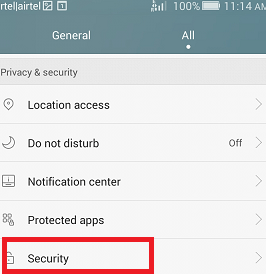 rtel|airtel 100% 11:14 AM
General All
Privacy & security
Location access
Do not disturb Off
Notification center
Protected apps
Security